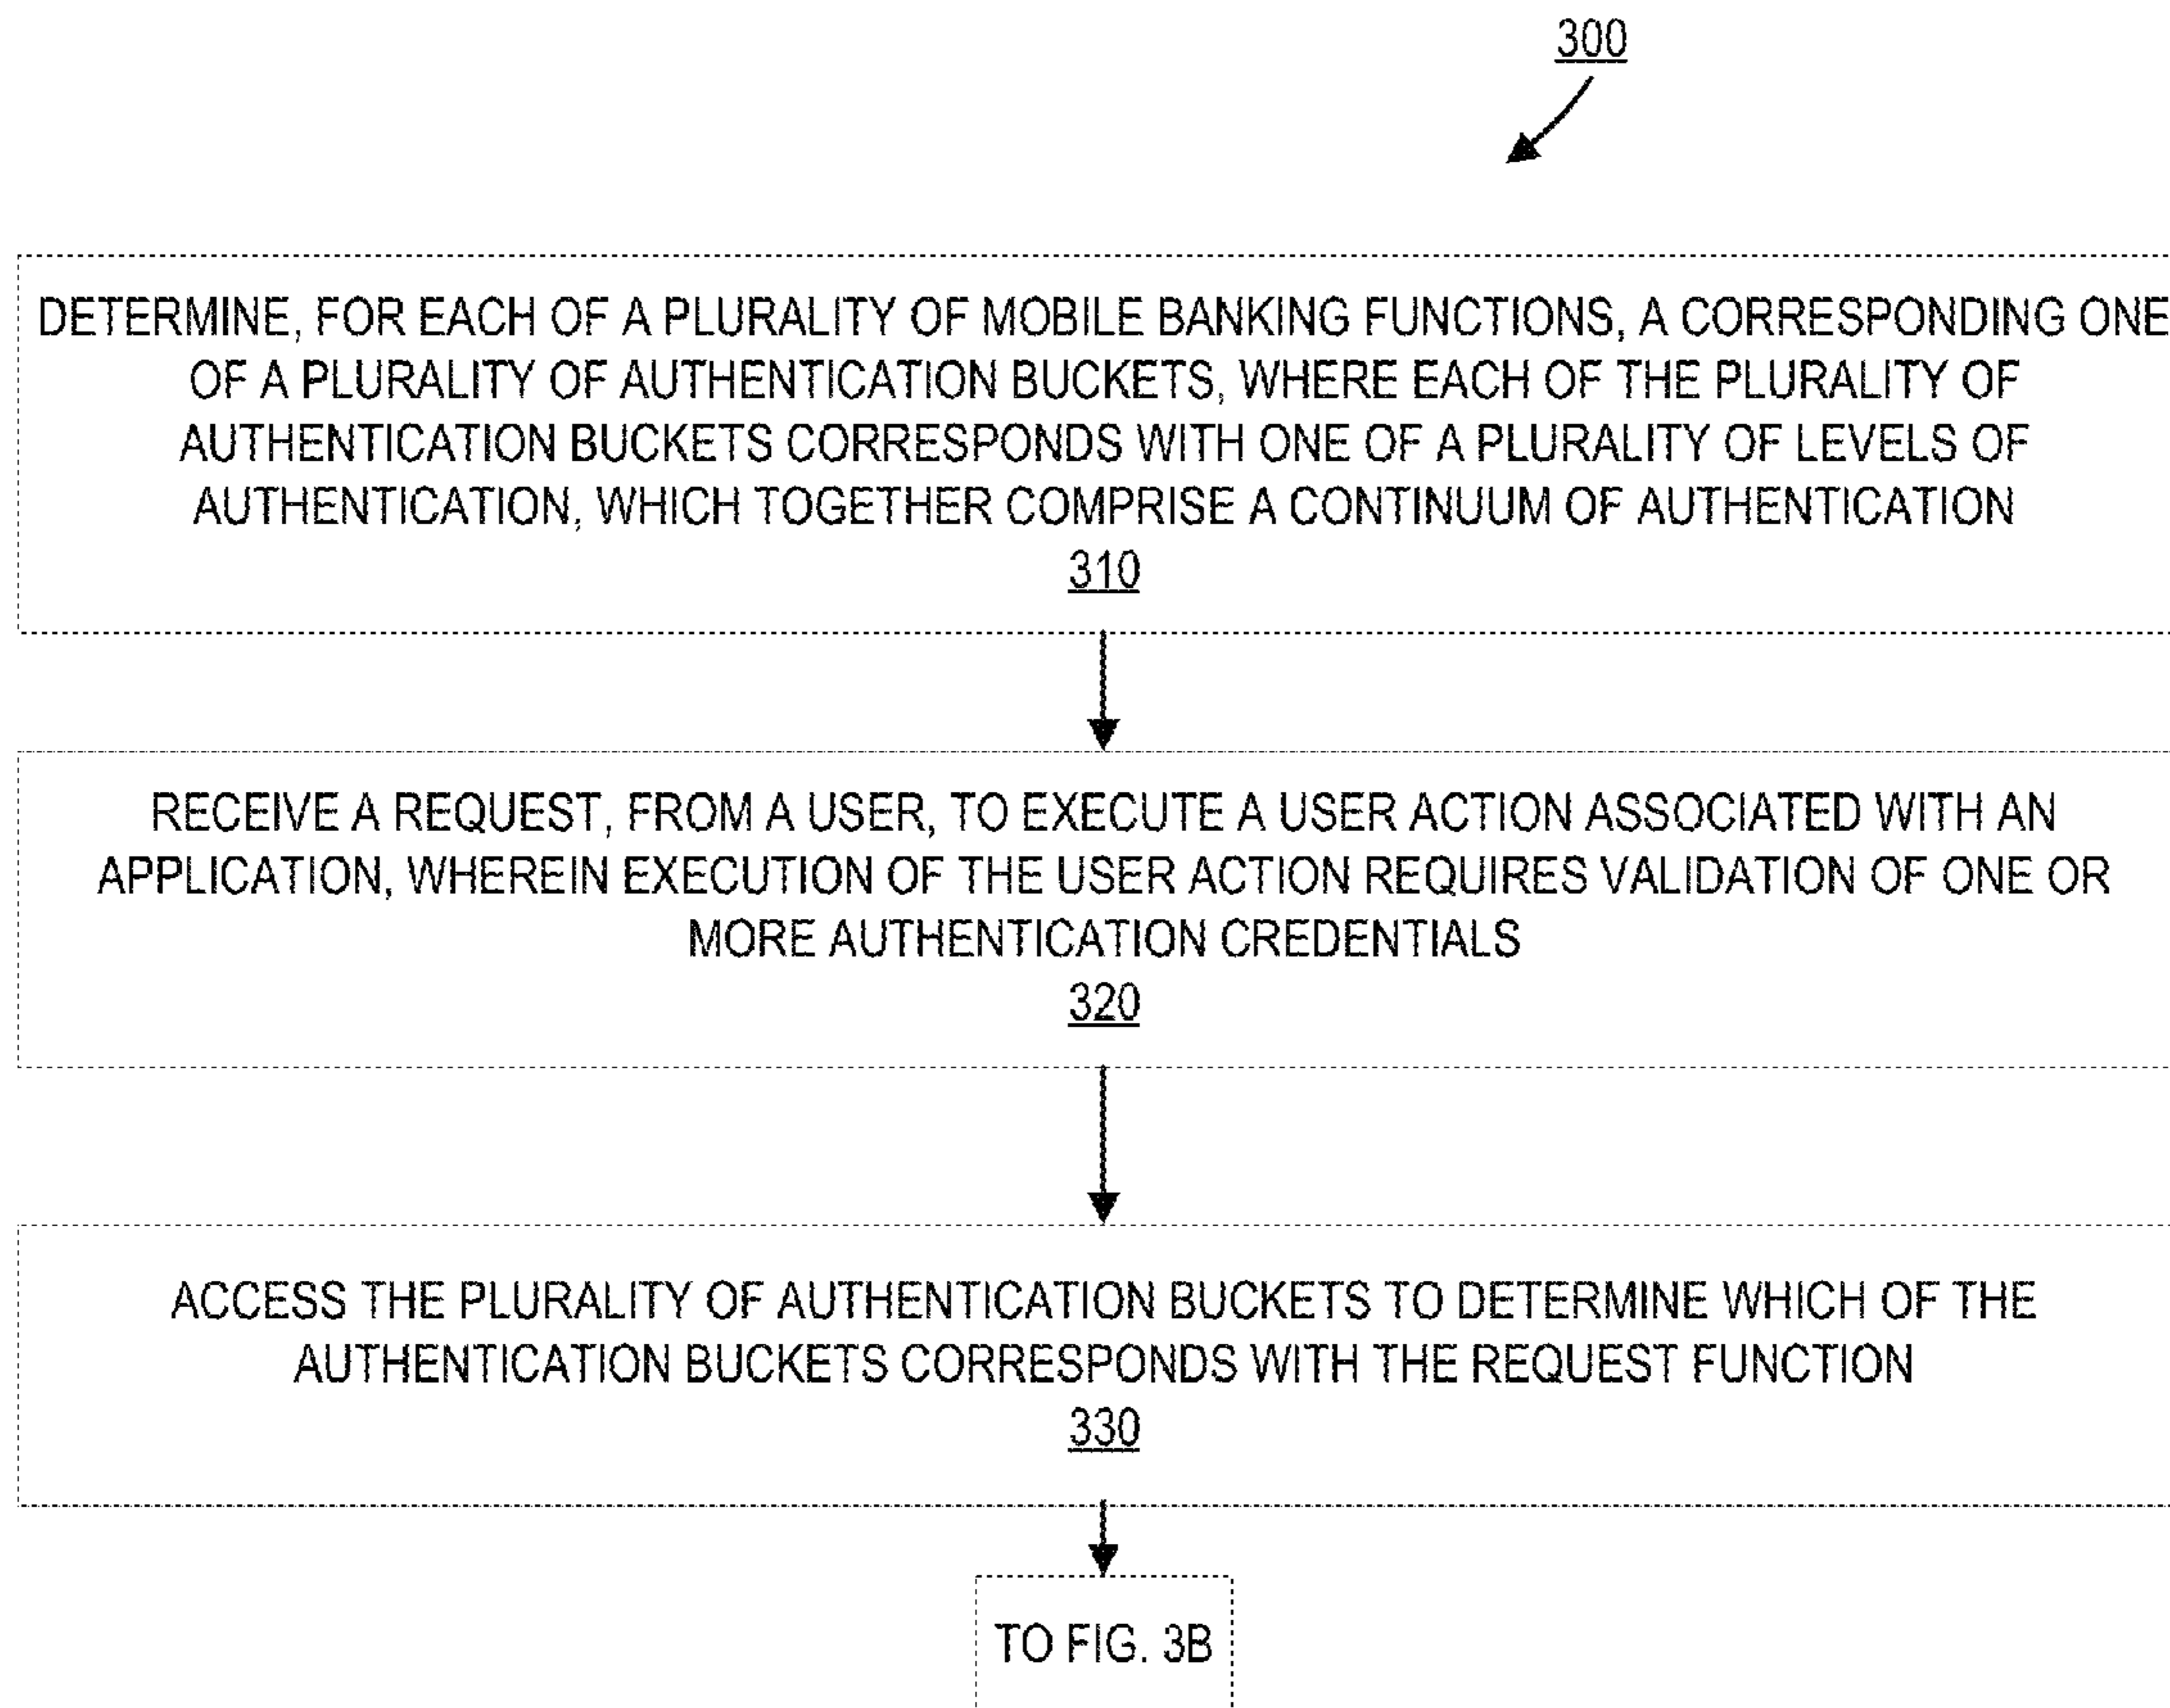 300
DETERMINE, FOR EACH OF A PLURALITY OF MOBILE BANKING FUNCTIONS, A CORRESPONDING ONE
OF A PLURALITY OF AUTHENTICATION BUCKETS, WHERE EACH OF THE PLURALITY OF
AUTHENTICATION BUCKETS CORRESPONDS WITH ONE OF A PLURALITY OF LEVELS OF
AUTHENTICATION, WHICH TOGETHER COMPRISE A CONTINUUM OF AUTHENTICATION
310
RECEIVE A REQUEST, FROM A USER, TO EXECUTE A USER ACTION ASSOCIATED WITH AN
APPLICATION, WHEREIN EXECUTION OF THE USER ACTION REQUIRES VALIDATION OF ONE OR
MORE AUTHENTICATION CREDENTIALS
320
ACCESS THE PLURALITY OF AUTHENTICATION BUCKETS TO DETERMINE WHICH OF THE
AUTHENTICATION BUCKETS CORRESPONDS WITH THE REQUEST FUNCTION
330
TO FIG. 3B